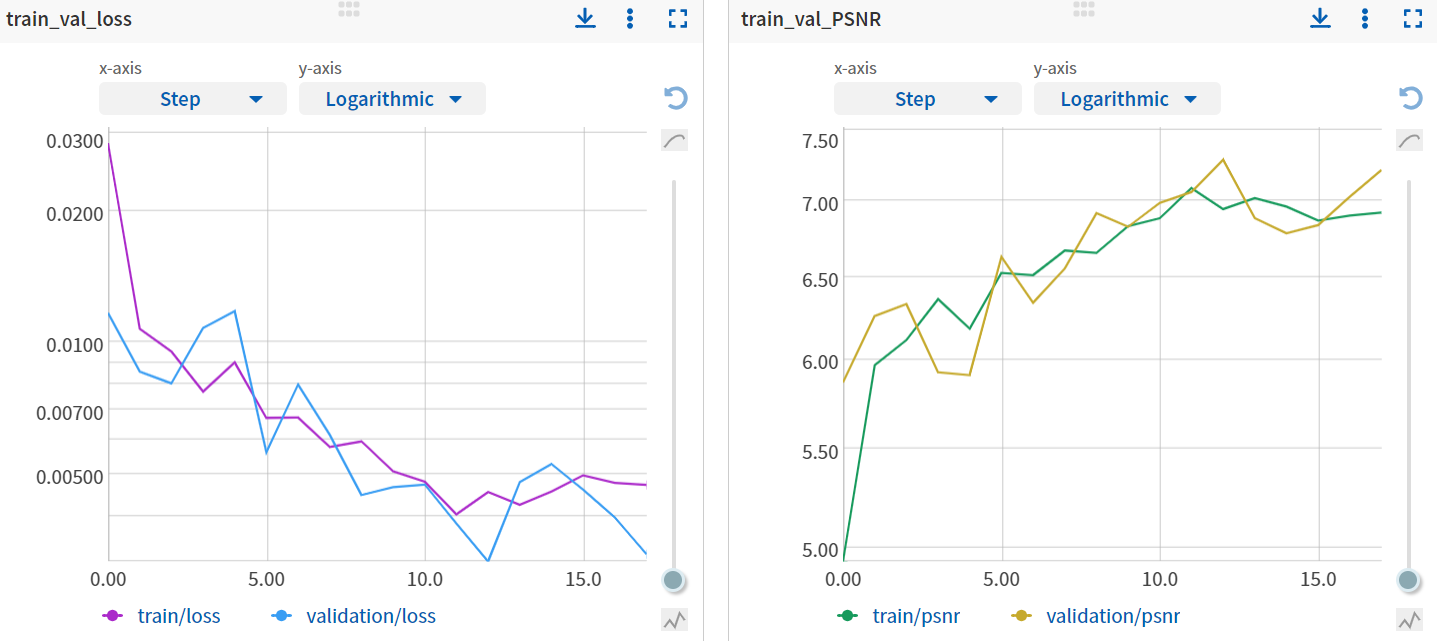 train_val_loss
x-axis
y-axis
Step
Logarithmic
0.0300
0.0200
0.0100
0.00700
0.00500
0.00
5.00
10.0
15.0
train/loss
validation/loss
train_val_PSNR
x-axis
y-axis
Step
Logarithmic
7.50
7.00
6.50
6.00
5.50
5.00
0.00
5.00
10.0
15.0
train/psnr
validation/psnr